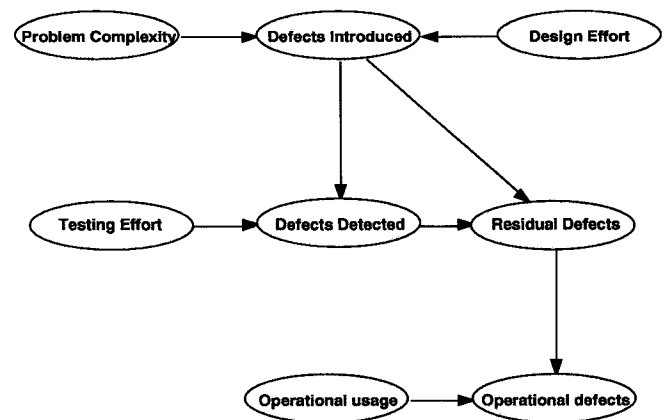 Problem Complexity
Defects Introduced
Design Effort
Testing Effort
Defects Detected
Residual Defects
Operational usage
Operational defects